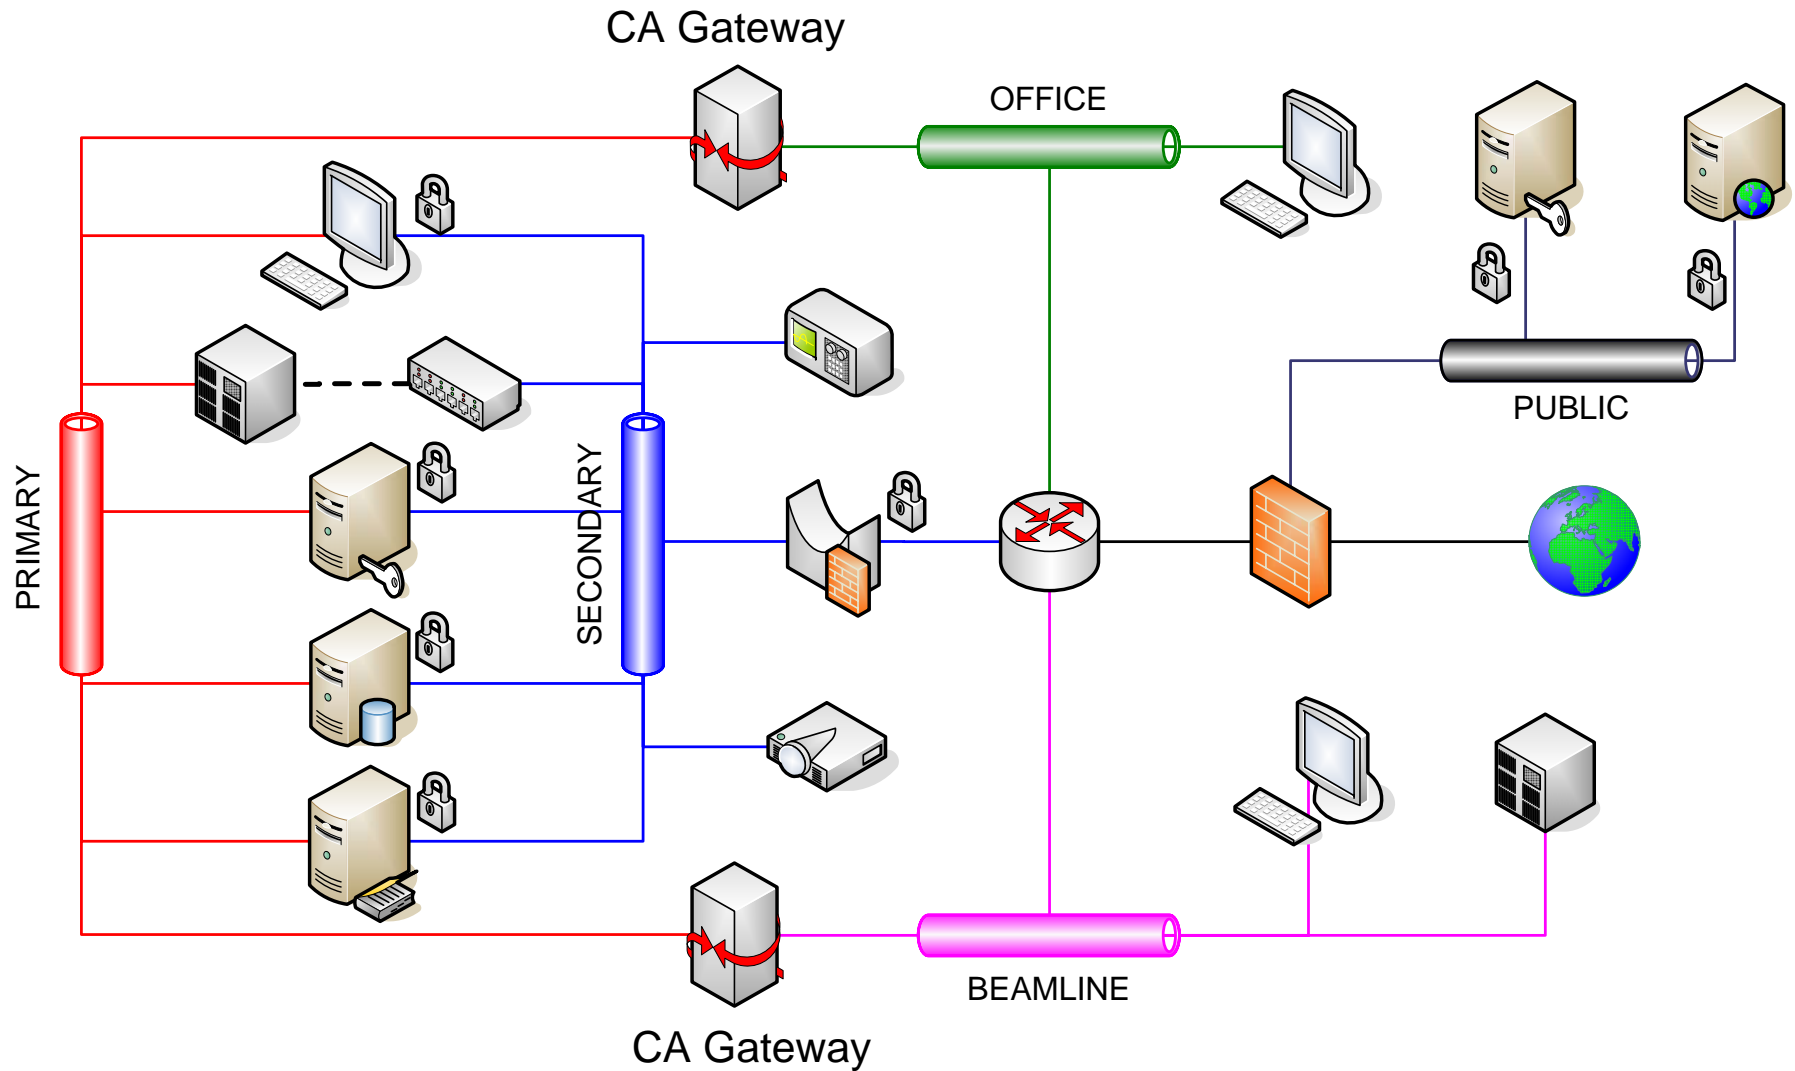 CA Gateway
OFFICE
PUBLIC
PRIMARY
SECONDARY
BEAMLINE
CA Gateway